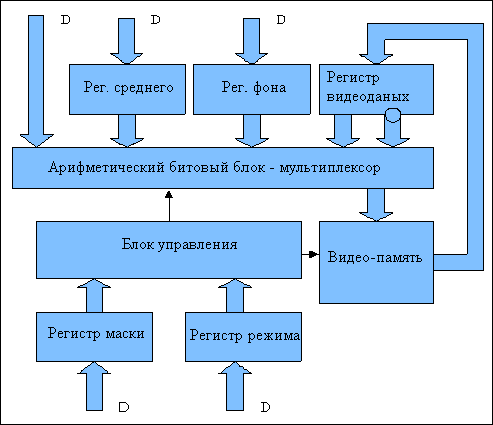 D
D
D
Рег. среднего
Рег. фона
Регистр
видеоданых
Арифметический битовый блок - мультиплексор
Блок управления
Видео-память
Регистр маски
Регистр режима
D
D